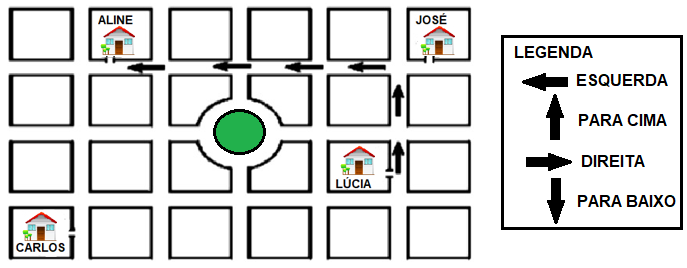 ALINE
JOSÉ
LÚCIA
CARLOS
LEGENDA
ESQUERDA
PARA CIMA
DIREITA
PARA BAIXO